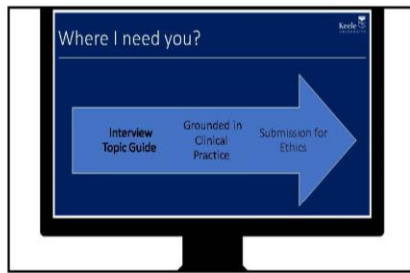 Where I need you?
Keele
UNIVERSITY
Interview
Topic Guide
Grounded in
Clinical
Practice
Submission for
Ethics